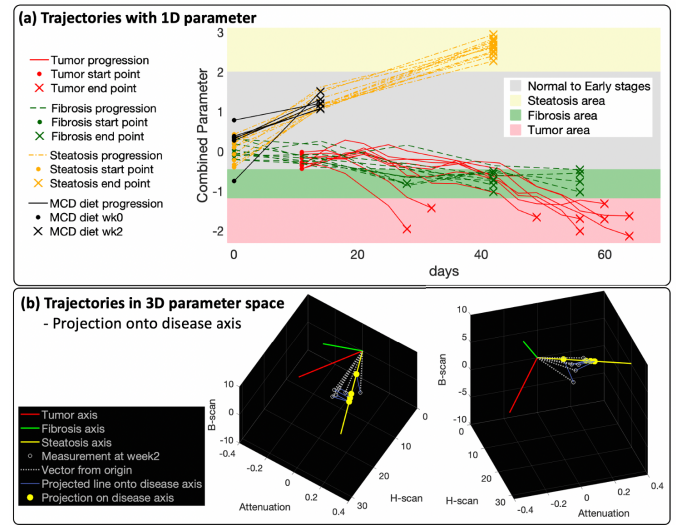 (a) Trajectories with 1D parameter
Tumor progression
Tumor start point
Tumor end point
Fibrosis progression
Fibrosis start point
Fibrosis end point
Steatosis progression
Steatosis start point
Steatosis end point
MCD diet progression
MCD diet wk0
MCD diet wk2
Combined Parameter
3
2
1
0
-1
-2
0
20
40
60
days
Normal to Early stages
Steatosis area
Fibrosis area
Tumor area
(b) Trajectories in 3D parameter space
- Projection onto disease axis
Tumor axis
Fibrosis axis
Steatosis axis
Measurement at week2
Vector from origin
Projected line onto disease axis
Projection on disease axis
B-scan
10
0
-10
-0.4
-0.2
0
0.2
0.4
Attenuation
30
20
10
0
H-scan
B-scan
10
5
0
-5
-10
0
10
20
30
H-scan
-0.4
-0.2
0
0.2
0.4
Attenuation